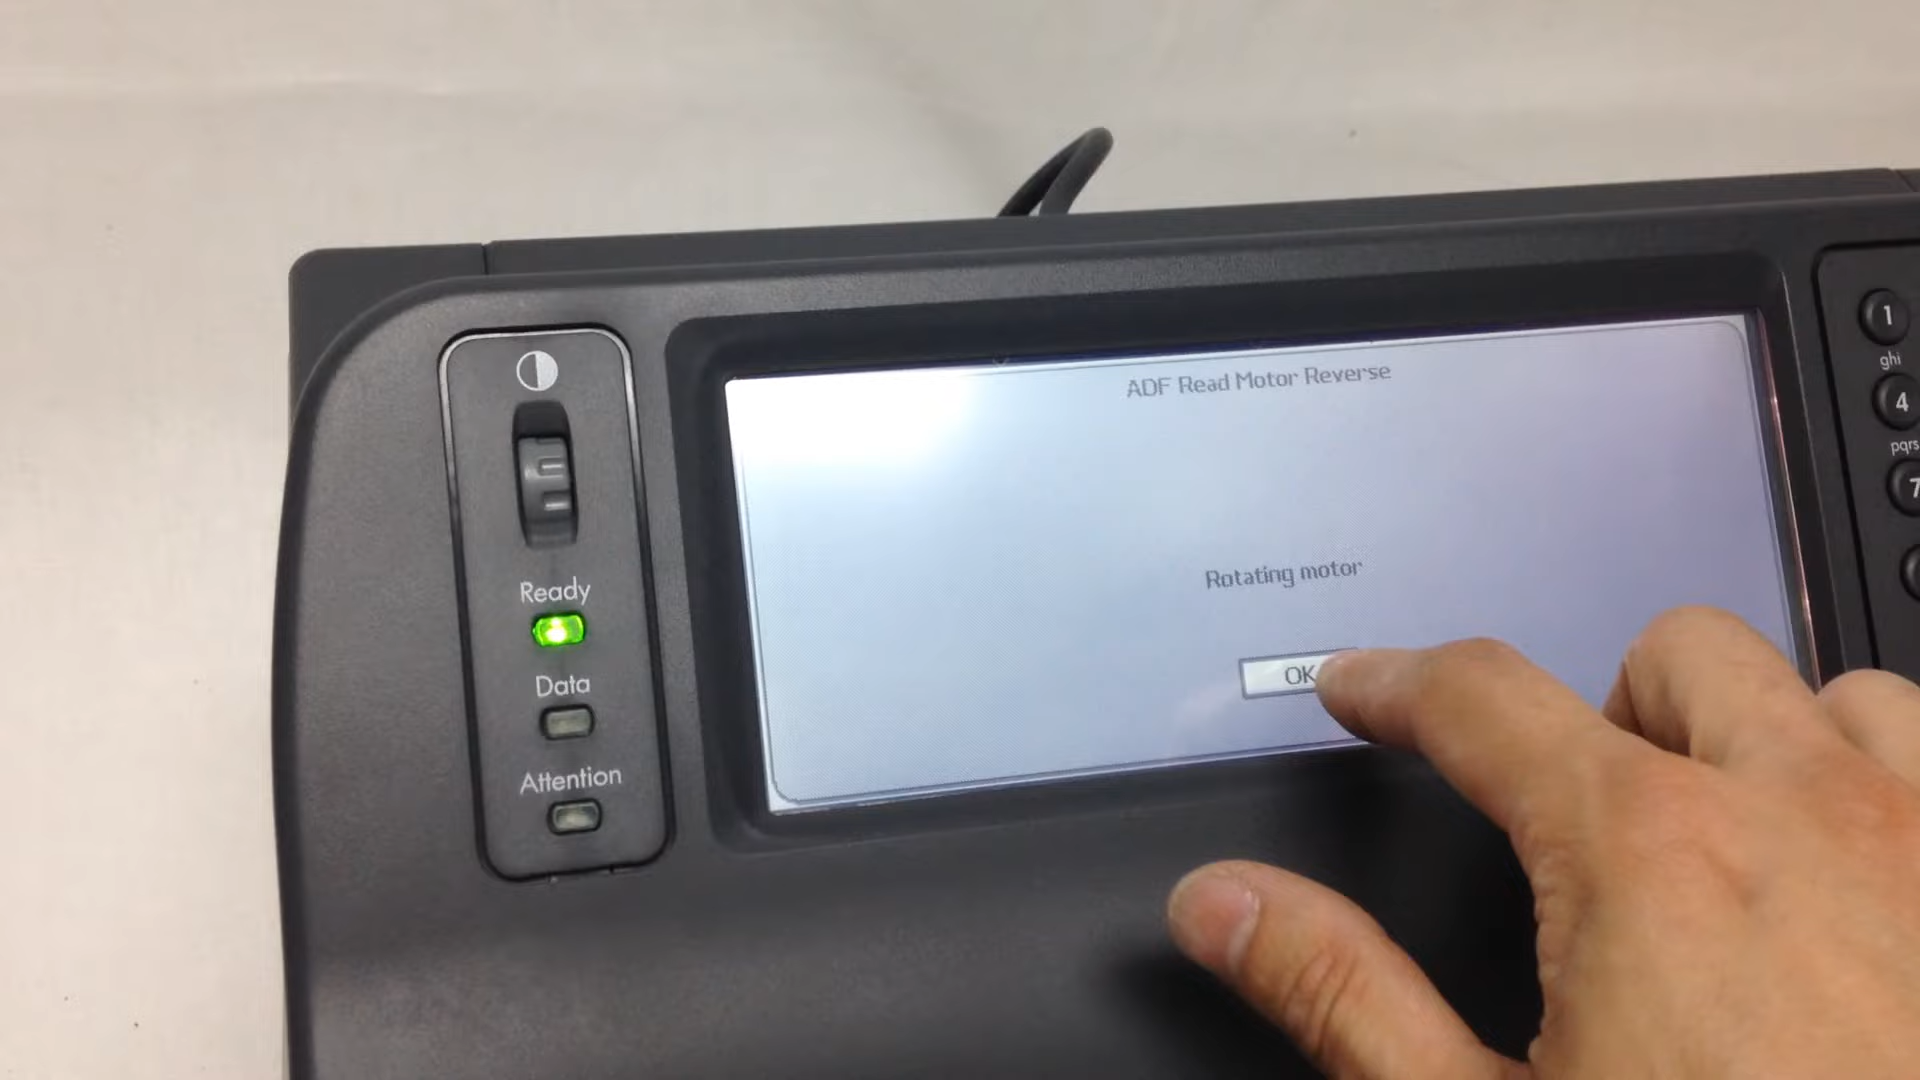 ADF Read Motor Reverse
Rotating motor
OK
Ready
Data
Attention
1
ghi
4
pqrs
7